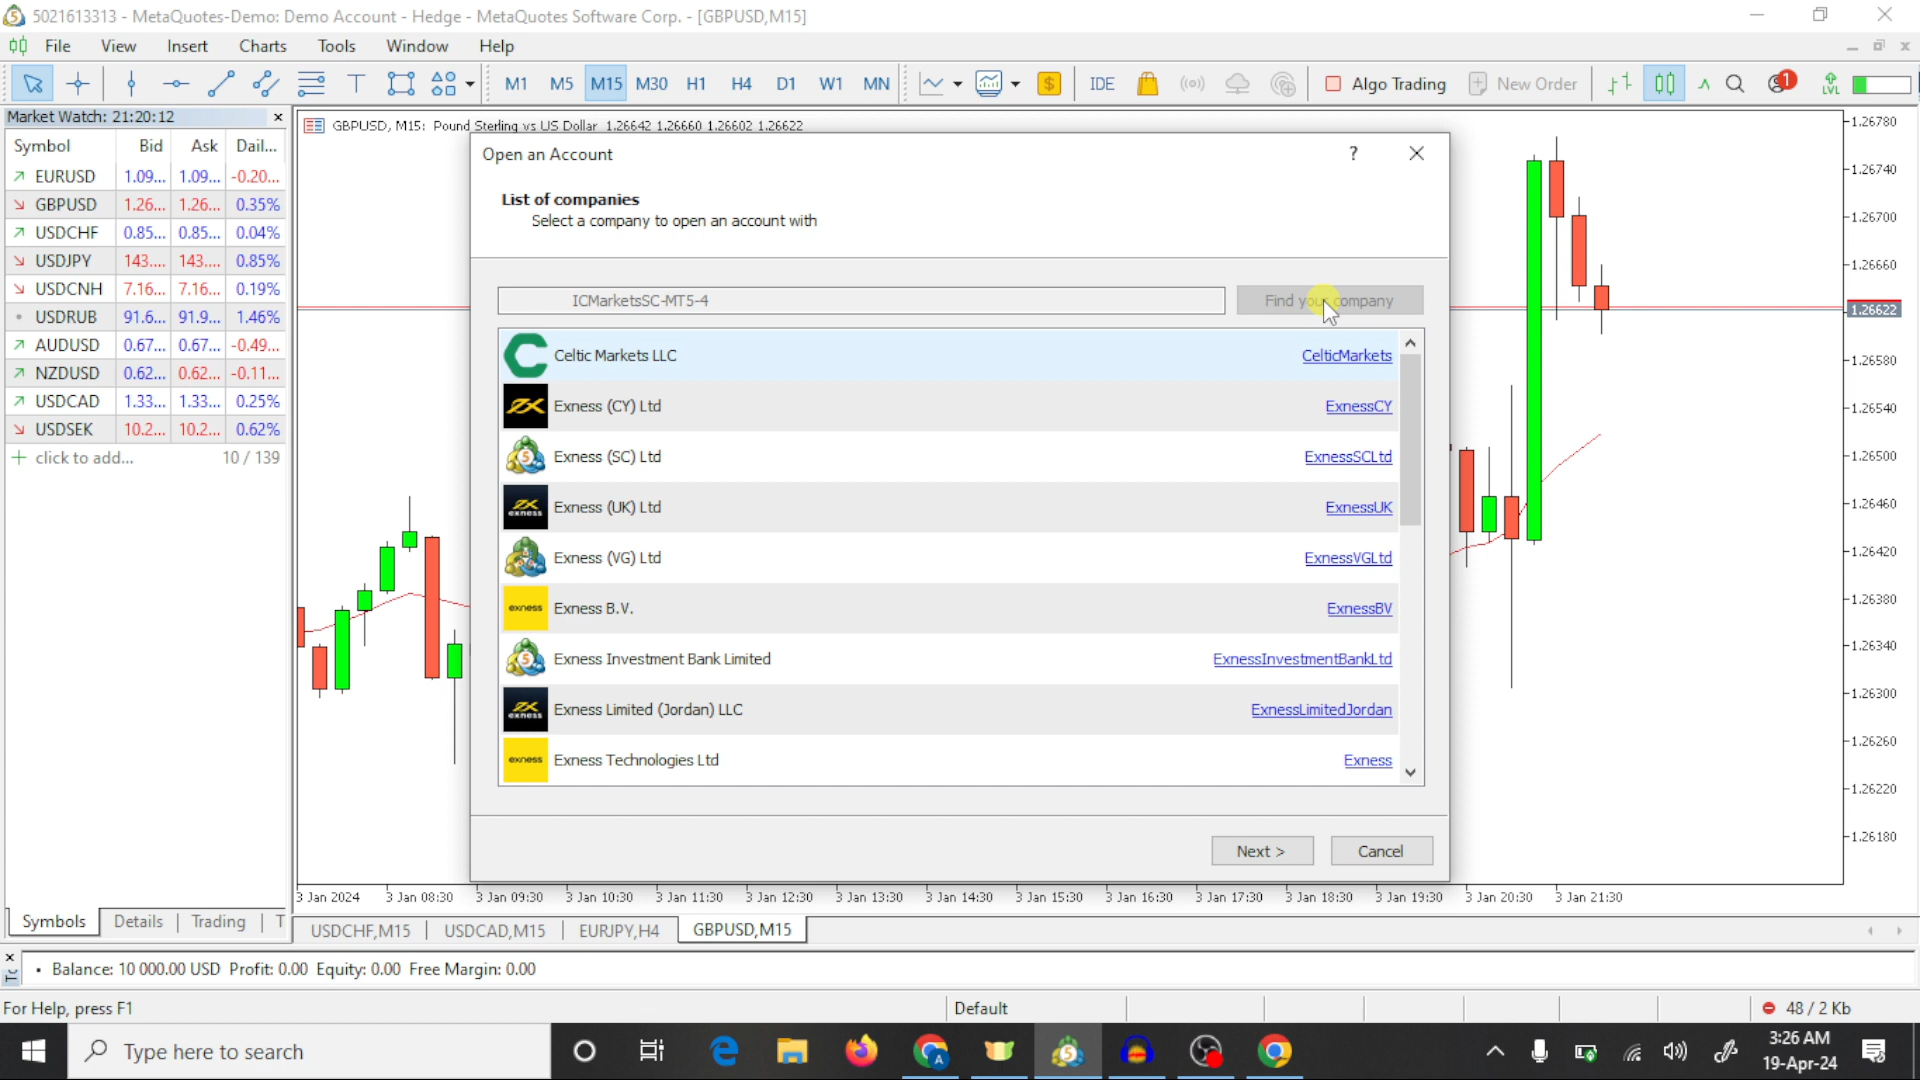 5021613313 - MetaQuotes-Demo: Demo Account - Hedge - MetaQuotes Software Corp. - [GBPUSD,M15]
File View Insert Charts Tools Window Help
M1 M5 M15 M30 H1 H4 D1 W1 MN IDE Algo Trading New Order 1 LVL
Market Watch: 21:20:12
Symbol Bid Ask Dail...
EURUSD 1.09... 1.09... -0.20...
GBPUSD 1.26... 1.26... 0.35%
USDCHF 0.85... 0.85... 0.04%
USDJPY 143.... 143.... 0.85%
USDCNH 7.16... 7.16... 0.19%
USDRUB 91.6... 91.9... 1.46%
AUDUSD 0.67... 0.67... -0.49...
NZDUSD 0.62... 0.62... -0.11...
USDCAD 1.33... 1.33... 0.25%
USDSEK 10.2... 10.2... 0.62%
click to add... 10 / 139
Symbols Details Trading T
GBPUSD, M15: Pound Sterling vs US Dollar 1.26642 1.26660 1.26602 1.26622
Open an Account ?
List of companies
Select a company to open an account with
ICMarketsSC-MT5-4 Find your company
Celtic Markets LLC CelticMarkets
Exness (CY) Ltd ExnessCY
Exness (SC) Ltd ExnessSCLtd
exness Exness (UK) Ltd ExnessUK
Exness (VG) Ltd ExnessVGLtd
exness Exness B.V. ExnessBV
Exness Investment Bank Limited ExnessInvestmentBankLtd
exness Exness Limited (Jordan) LLC ExnessLimitedJordan
exness Exness Technologies Ltd Exness
Next > Cancel
1.26780
1.26740
1.26700
1.26660
1.26622
1.26580
1.26540
1.26500
1.26460
1.26420
1.26380
1.26340
1.26300
1.26260
1.26220
1.26180
3 Jan 2024 3 Jan 08:30 3 Jan 09:30 3 Jan 10:30 3 Jan 11:30 3 Jan 12:30 3 Jan 13:30 3 Jan 14:30 3 Jan 15:30 3 Jan 16:30 3 Jan 17:30 3 Jan 18:30 3 Jan 19:30 3 Jan 20:30 3 Jan 21:30
USDCHF,M15 USDCAD,M15 EURJPY,H4 GBPUSD,M15
Balance: 10 000.00 USD Profit: 0.00 Equity: 0.00 Free Margin: 0.00
For Help, press F1 Default 48 / 2 Kb
Type here to search A 3:26 AM
19-Apr-24